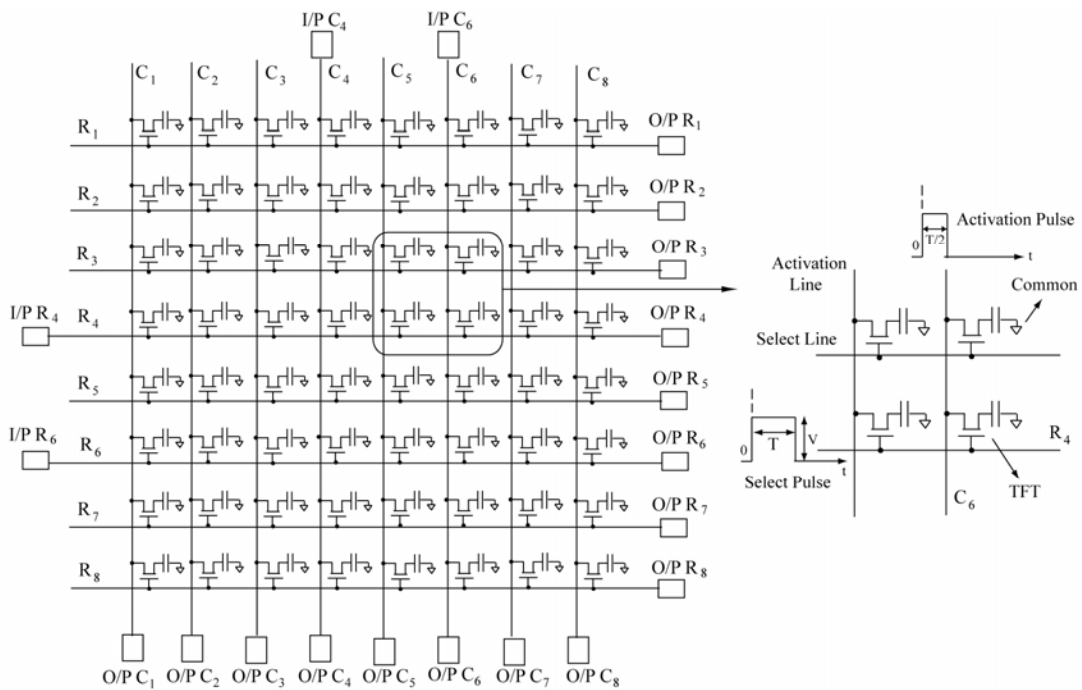 I/P C4 I/P C6
C1 C2 C3 C4 C5 C6 C7 C8
R1 O/P R1
R2 O/P R2
R3 O/P R3
I/P R4 R4 O/P R4
R5 O/P R5
I/P R6 R6 O/P R6
R7 O/P R7
R8 O/P R8
O/P C1 O/P C2 O/P C3 O/P C4 O/P C5 O/P C6 O/P C7 O/P C8
Activation Pulse
T/2
0
t
Activation
Line
Common
Select Line
R4
T
V
0
t
Select Pulse
TFT
C6